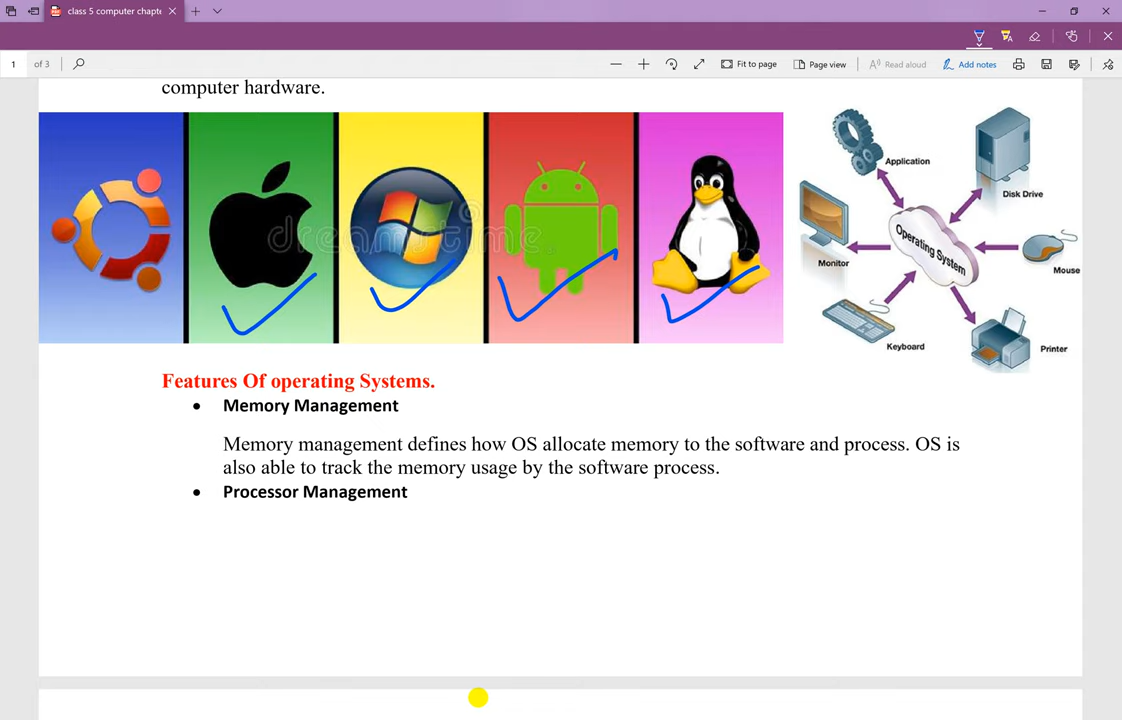 class 5 computer chapte
1 of 3
Fit to page
Page view
Read aloud
Add notes
computer hardware.
dreamstime
Application
Disk Drive
Operating System
Monitor
Mouse
Keyboard
Printer
Features Of operating Systems.
• Memory Management
Memory management defines how OS allocate memory to the software and process. OS is
also able to track the memory usage by the software process.
• Processor Management